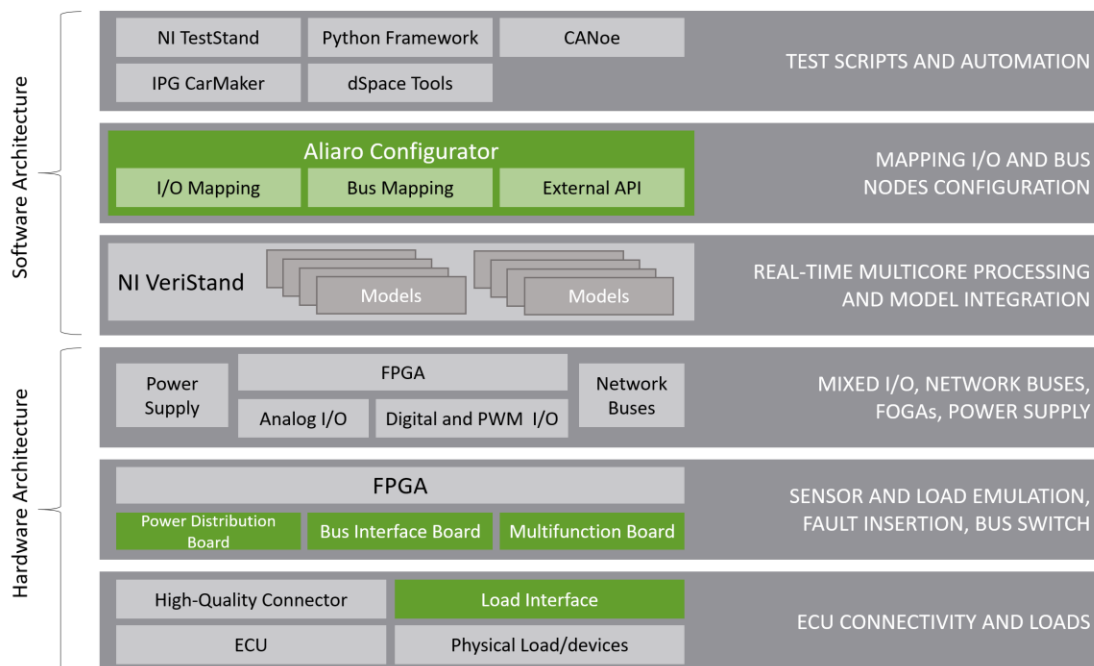 Software Architecture
NI TestStand
Python Framework
CANoe
IPG CarMaker
dSpace Tools
TEST SCRIPTS AND AUTOMATION
Aliaro Configurator
I/O Mapping
Bus Mapping
External API
MAPPING I/O AND BUS
NODES CONFIGURATION
NI VeriStand
Models
Models
REAL-TIME MULTICORE PROCESSING
AND MODEL INTEGRATION
Hardware Architecture
Power
Supply
FPGA
Analog I/O
Digital and PWM I/O
Network
Buses
MIXED I/O, NETWORK BUSES,
FOGAs, POWER SUPPLY
FPGA
Power Distribution
Board
Bus Interface Board
Multifunction Board
SENSOR AND LOAD EMULATION,
FAULT INSERTION, BUS SWITCH
High-Quality Connector
Load Interface
ECU
Physical Load/devices
ECU CONNECTIVITY AND LOADS